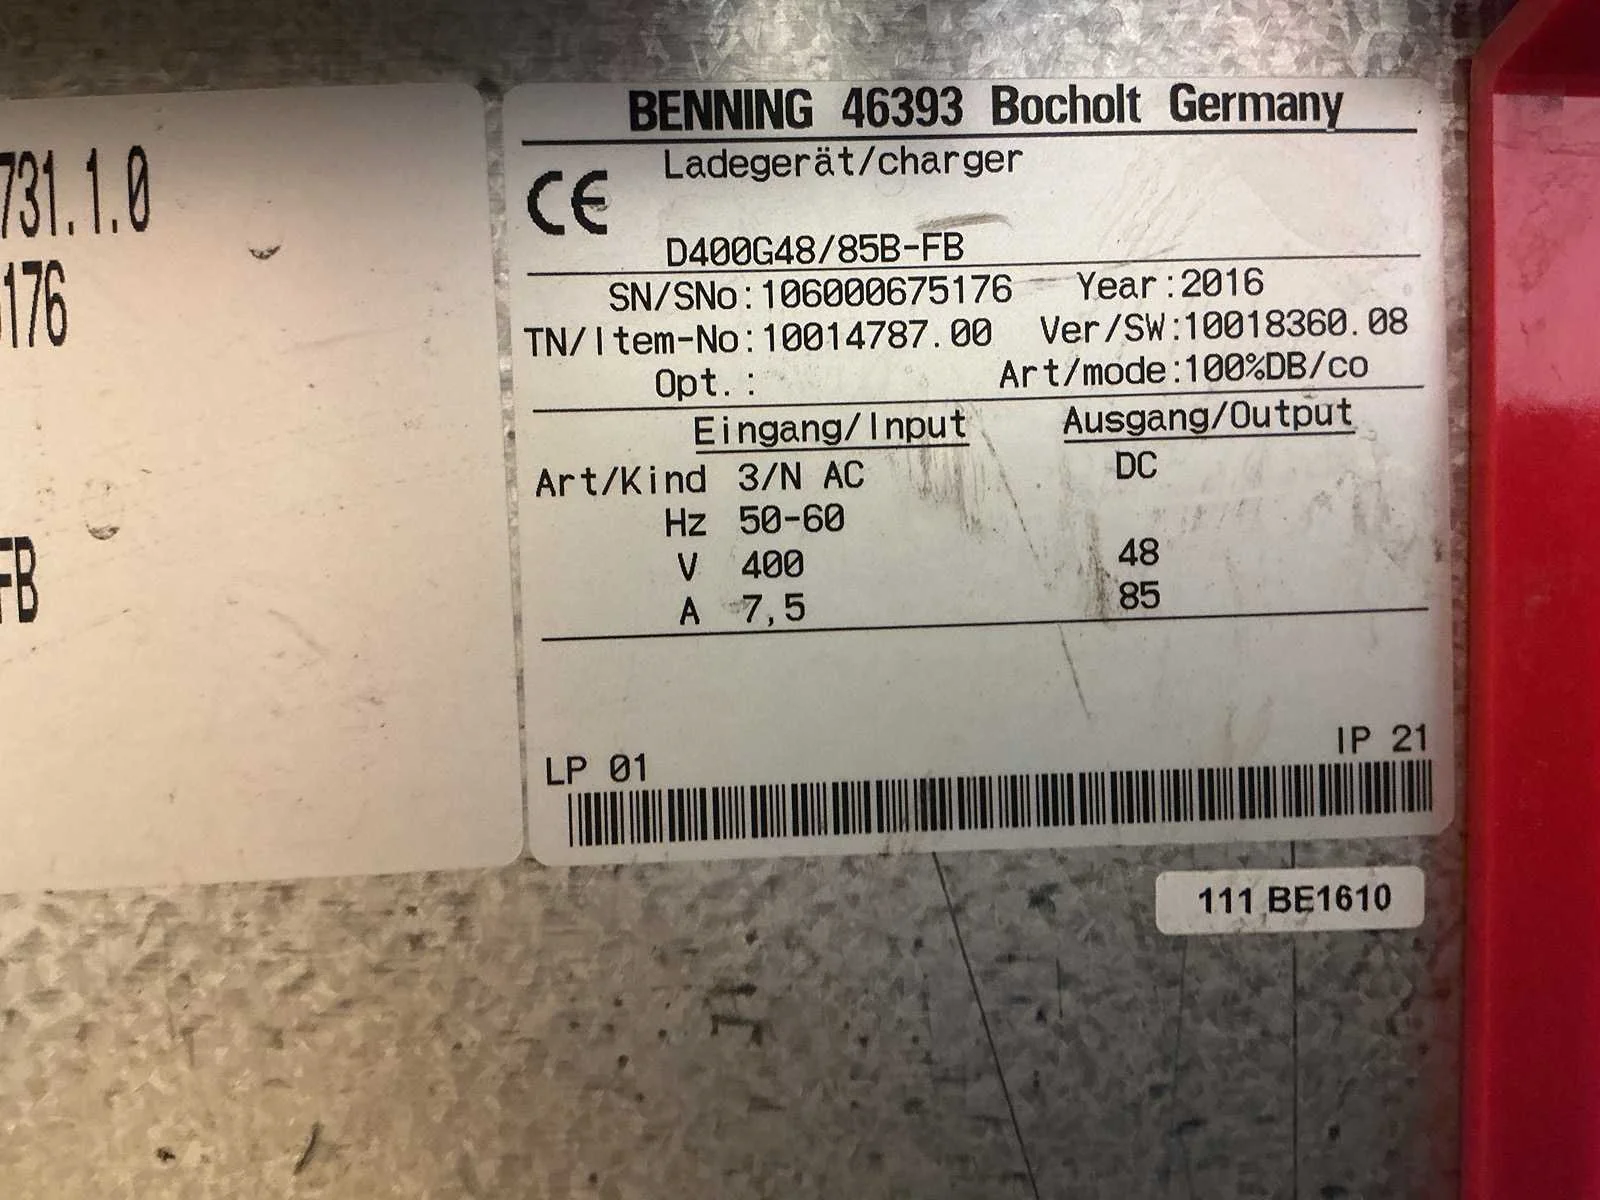 731.1.0
176
FB
BENNING 46393 Bocholt Germany
CE
Ladegerät/charger
D400G48/85B-FB
SN/SNo:106000675176 Year:2016
TN/Item-No:10014787.00 Ver/SW:10018360.08
Opt.: Art/mode:100%DB/co
Eingang/Input Ausgang/Output
Art/Kind 3/N AC DC
Hz 50-60
V 400 48
A 7,5 85
LP 01 IP 21
111 BE1610